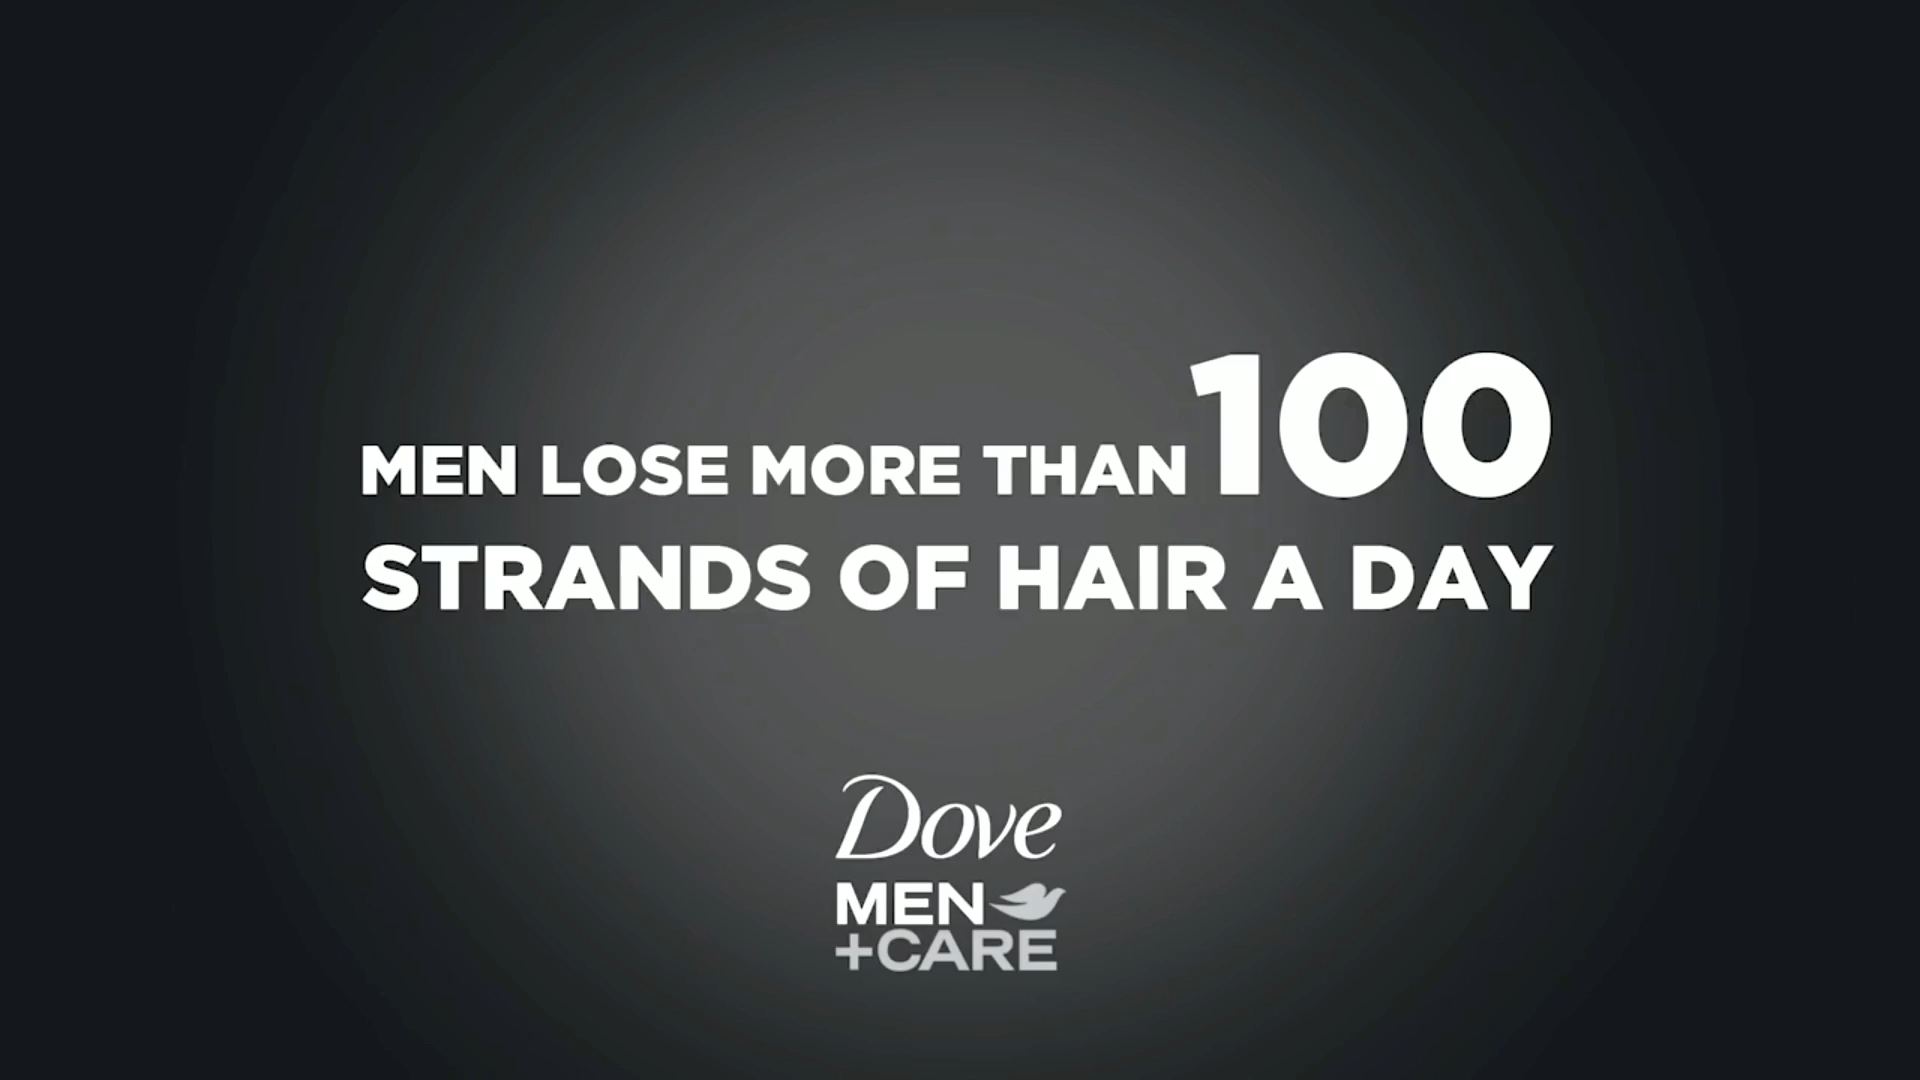 MEN LOSE MORE THAN 100
STRANDS OF HAIR A DAY
Dove
MEN
+CARE